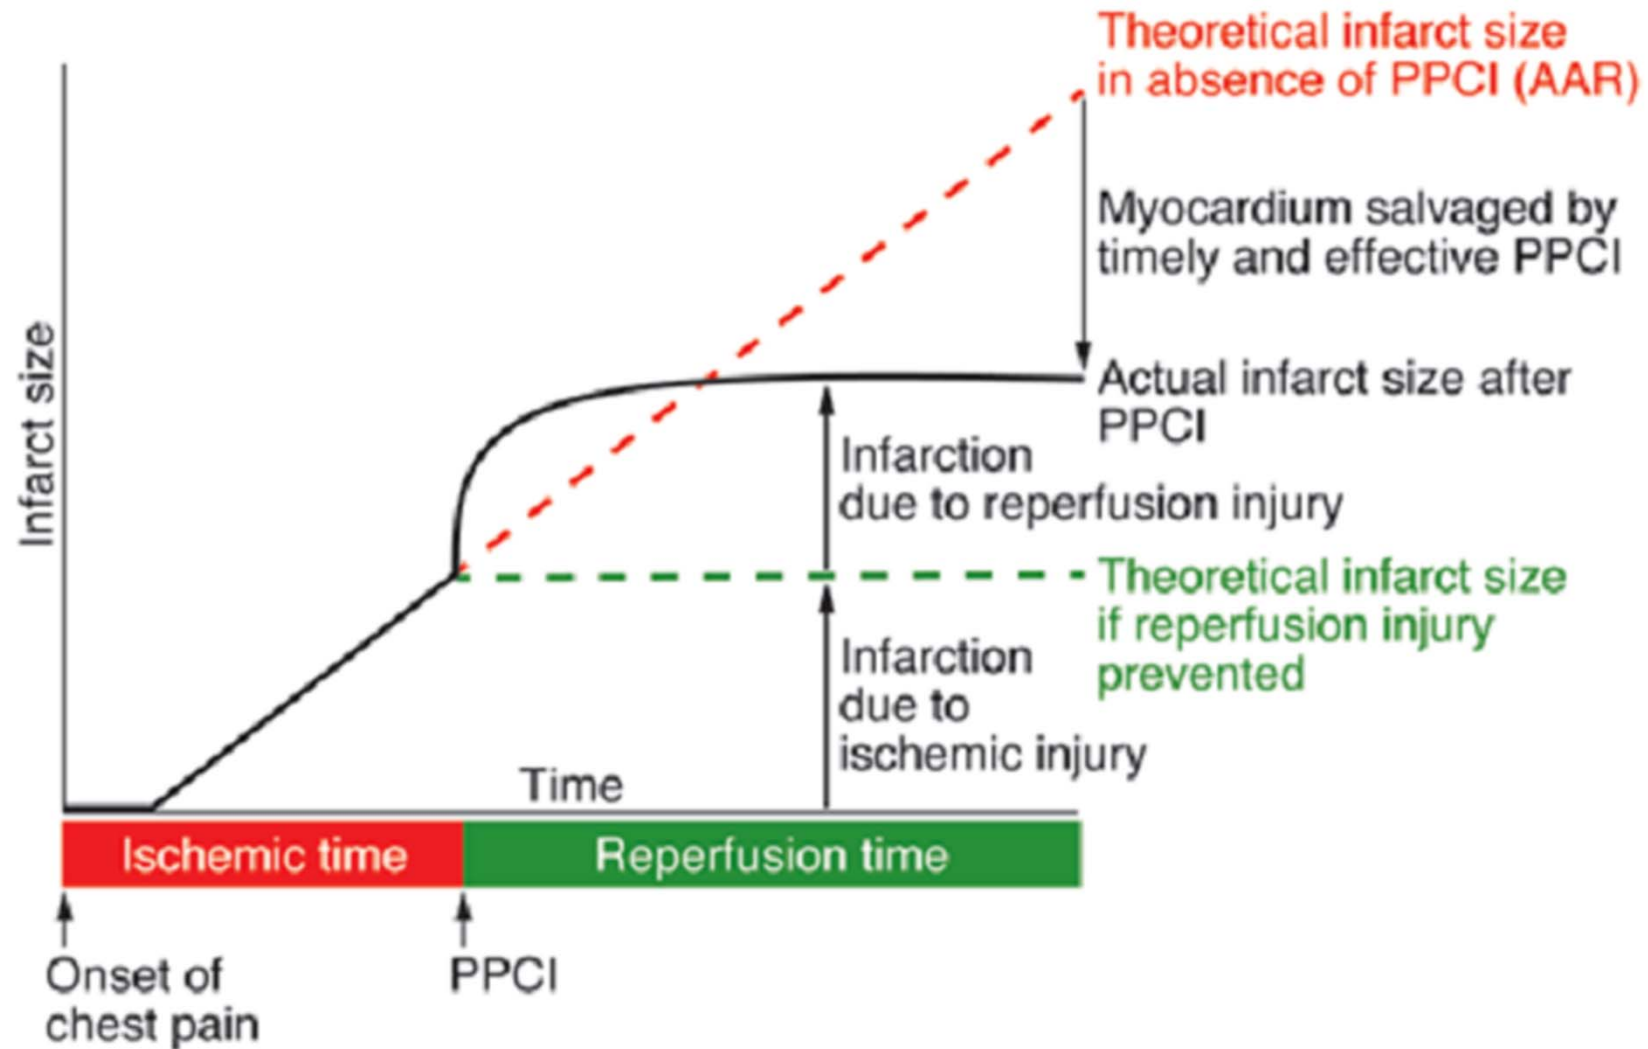 Theoretical infarct size
in absence of PPCI (AAR)
Myocardium salvaged by
timely and effective PPCI
Actual infarct size after
PPCI
Infarct size
Infarction
due to reperfusion injury
Theoretical infarct size
if reperfusion injury
prevented
Infarction
due to
ischemic injury
Time
Ischemic time
Reperfusion time
Onset of
chest pain
PPCI